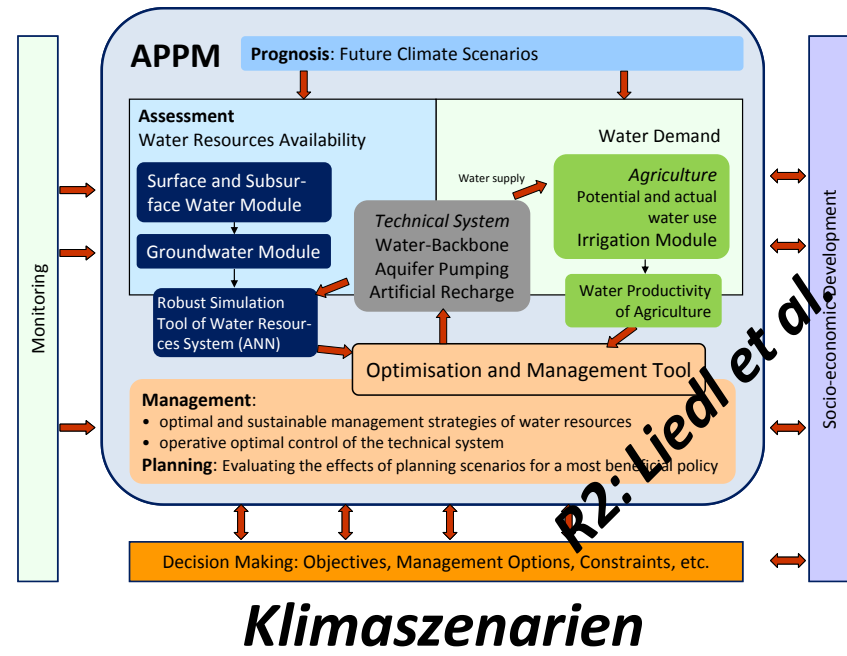 APPM
Prognosis: Future Climate Scenarios
Assessment
Water Resources Availability
Surface and Subsur-
face Water Module
Groundwater Module
Robust Simulation
Tool of Water Resour-
ces System (ANN)
Technical System
Water-Backbone
Aquifer Pumping
Artificial Recharge
Water supply
Water Demand
Agriculture
Potential and actual
water use
Irrigation Module
Water Productivity
of Agriculture
Optimisation and Management Tool
Management:
• optimal and sustainable management strategies of water resources
• operative optimal control of the technical system
Planning: Evaluating the effects of planning scenarios for a most beneficial policy
Monitoring
Socio-economic Development
R2: Liedl et al.
Decision Making: Objectives, Management Options, Constraints, etc.
Klimaszenarien